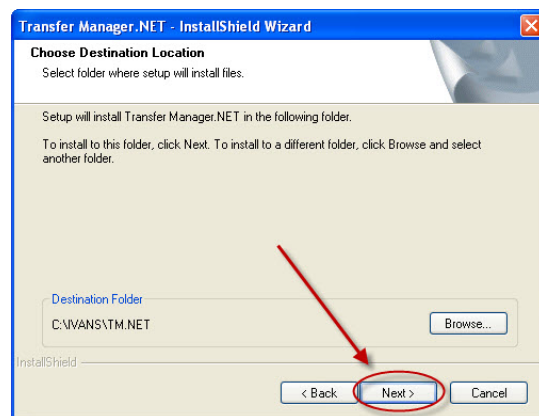 Transfer Manager.NET - InstallShield Wizard
Choose Destination Location
Select folder where setup will install files.
Setup will install Transfer Manager.NET in the following folder.
To install to this folder, click Next. To install to a different folder, click Browse and select
another folder.
Destination Folder
C:\IVANS\TM.NET
Browse...
InstallShield
< Back
Next >
Cancel